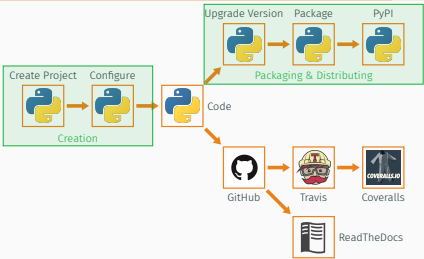 Upgrade Version
Package
PyPI
Packaging & Distributing
Create Project
Configure
Creation
Code
GitHub
T
Travis
COVERALLS.IO
Coveralls
ReadTheDocs